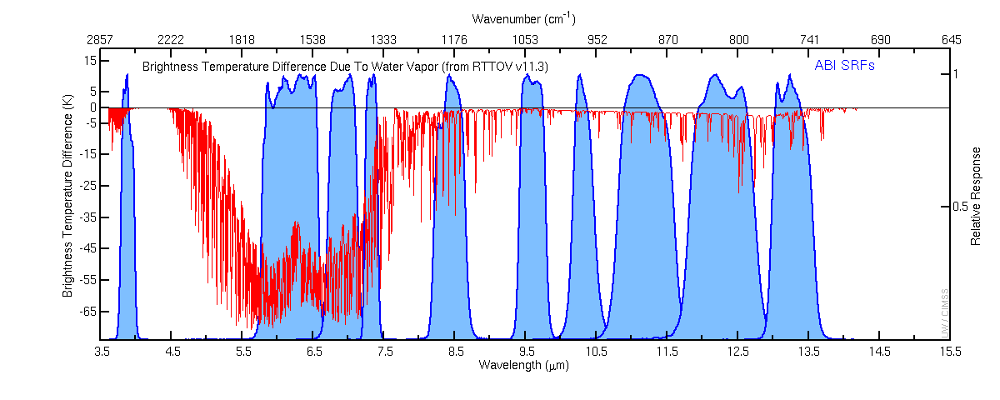 Wavenumber (cm-1)
2857 2222 1818 1538 1333 1176 1053 952 870 800 741 690 645
Brightness Temperature Difference Due To Water Vapor (from RTTOV v11.3)
ABI SRFs
15
5
0
-5
-15
-25
-35
-45
-55
-65
Brightness Temperature Difference (K)
1
0.5
Relative Response
UW / CIMSS
3.5 4.5 5.5 6.5 7.5 8.5 9.5 10.5 11.5 12.5 13.5 14.5 15.5
Wavelength (μm)